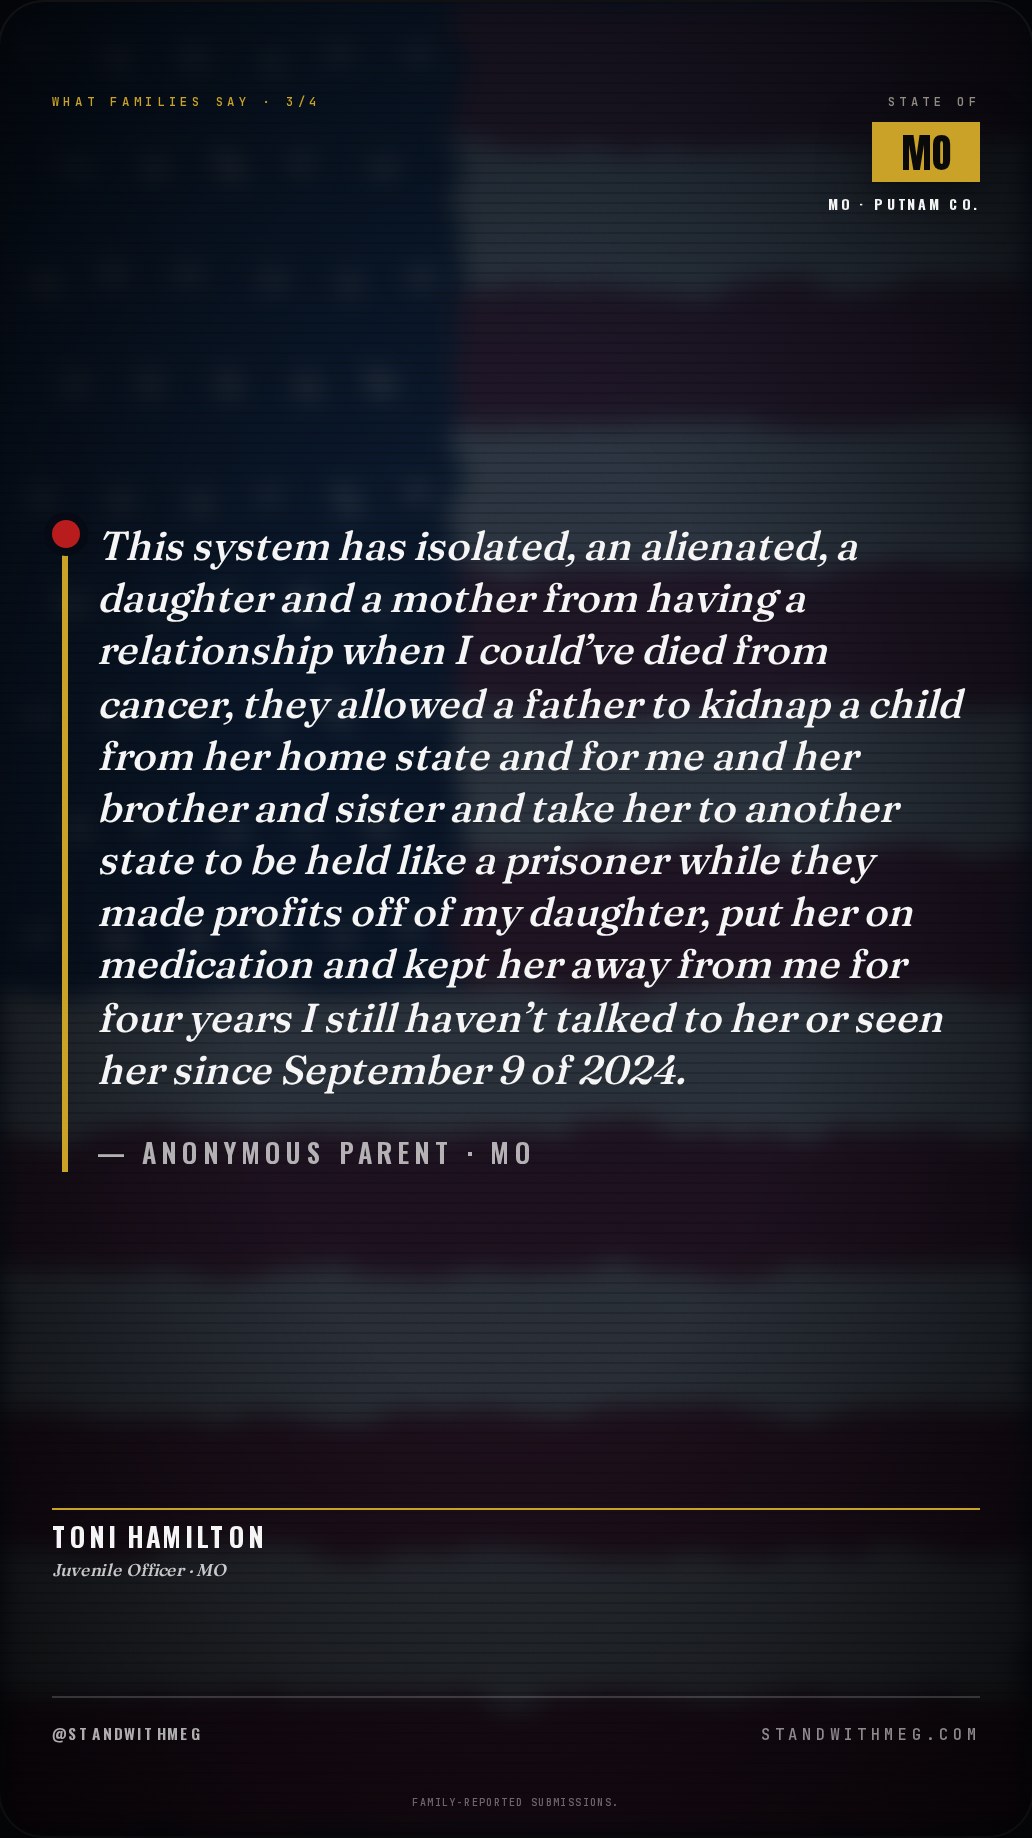 WHAT FAMILIES SAY · 3/4
STATE OF
MO
MO · PUTNAM CO.
This system has isolated, an alienated, a
daughter and a mother from having a
relationship when I could’ve died from
cancer, they allowed a father to kidnap a child
from her home state and for me and her
brother and sister and take her to another
state to be held like a prisoner while they
made profits off of my daughter, put her on
medication and kept her away from me for
four years I still haven’t talked to her or seen
her since September 9 of 2024.
— ANONYMOUS PARENT · MO
TONI HAMILTON
Juvenile Officer · MO
@STANDWITHMEG
STANDWITHMEG.COM
FAMILY-REPORTED SUBMISSIONS.